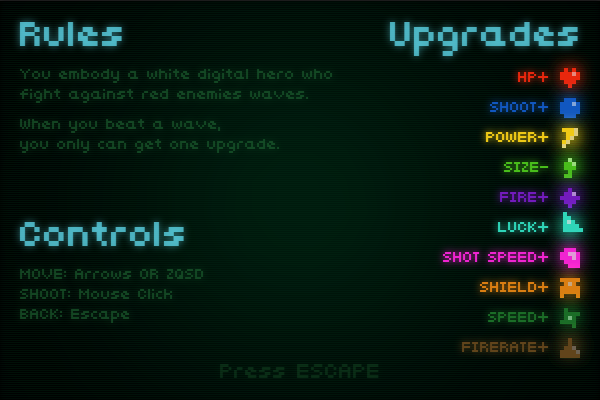 Rules
You embody a white digital hero who
fight against red enemies waves.
When you beat a wave,
you only can get one upgrade.
Controls
MOVE: Arrows OR ZQSD
SHOOT: Mouse Click
BACK: Escape
Upgrades
HP+
SHOOT+
POWER+
SIZE-
FIRE+
LUCK+
SHOT SPEED+
SHIELD+
SPEED+
FIRERATE+
Press ESCAPE